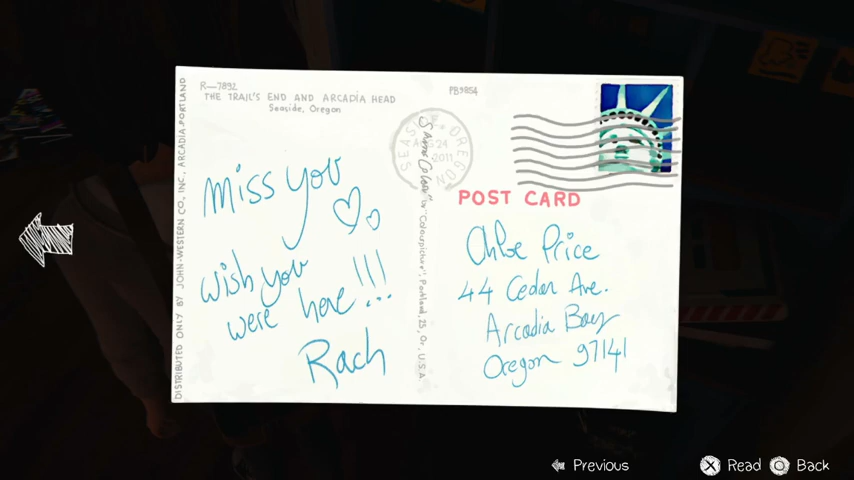 R—7892
THE TRAIL'S END AND ARCADIA HEAD
Seaside, Oregon
PB9854
DISTRIBUTED ONLY BY JOHN-WESTERN CO., INC. ARCADIA-PORTLAND
miss you
wish you
were here!!!
Rach
SEASIDE OREGON
24
2011
"Colourpicture", Portland, 23, Or., U.S.A
POST CARD
Chloe Price
44 Cedar Ave.
Arcadia Bay
Oregon 97141
Previous
Read
Back